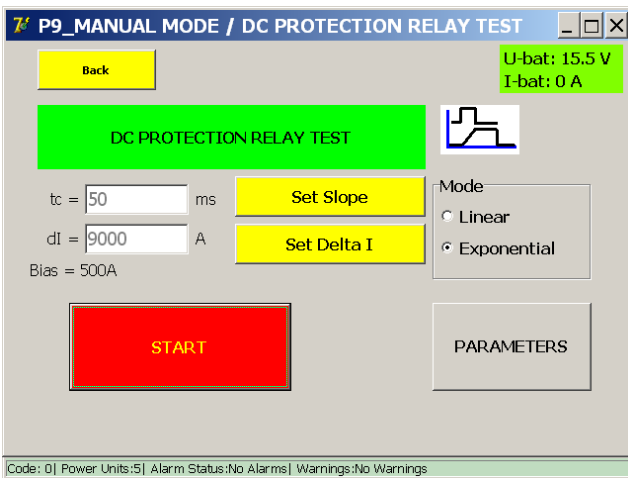 P9_MANUAL MODE / DC PROTECTION RELAY TEST
Back
U-bat: 15.5 V
I-bat: 0 A
DC PROTECTION RELAY TEST
tc = 50 ms
Set Slope
dI = 9000 A
Set Delta I
Bias = 500A
Mode
Linear
Exponential
START
PARAMETERS
Code: 0| Power Units:5| Alarm Status:No Alarms| Warnings:No Warnings